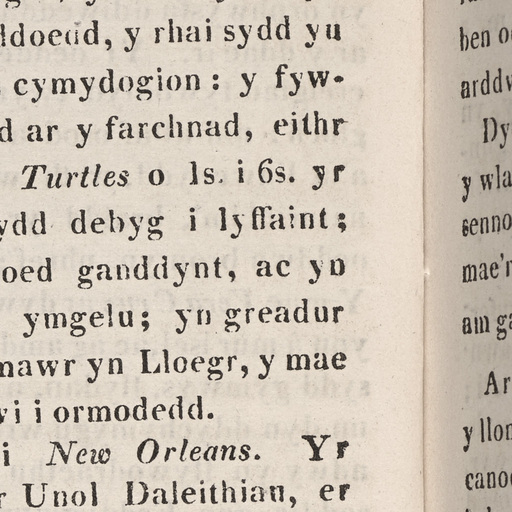 ldoedd, y rhai sydd yn
cymydogion : y fyw-
d ar y farchnad, eithr
Turtles o 1s. i 6s. yr
ydd debyg i lyffaint;
oed ganddynt, ac yn
ymgelu; yn greadur
mawr yn Lloegr, y mae
wi i ormodedd.
i New Orleans. Yr
r Unol Daleithiau, er
ben o
arddw
Dy
y wla
senno
mae'r
am ga
Ar
y llon
canoe